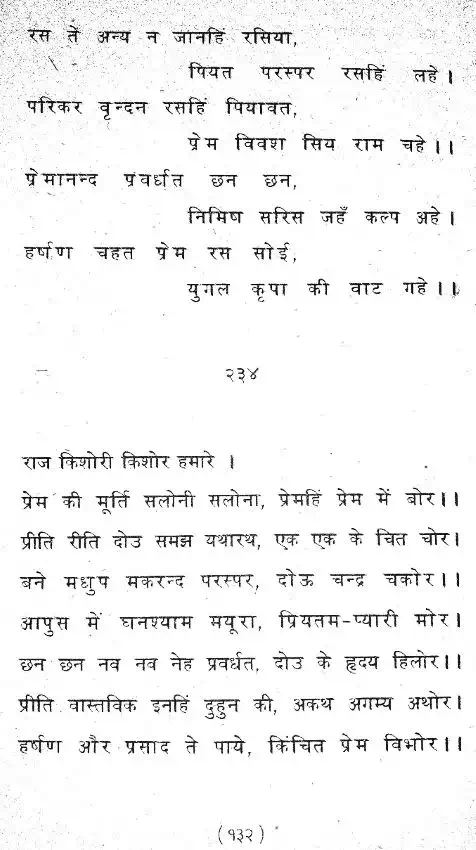 रस ते अन्य न जानहिं रसिया,
पियत परस्पर रसहिं लहे।
परिकर वृन्दन रसहिं पियावत,
प्रेम विवश सिय राम चहे।।
प्रेमानन्द प्रवर्धत छन छन,
निमिष सरिस जहँ कल्प अहे।
हर्षण चहत प्रेम रस सोई,
युगल कृपा की वाट गहे।।
२३४
राज किशोरी किशोर हमारे ।
प्रेम की मूर्ति सलोनी सलोना, प्रेमहिं प्रेम में बोर।।
प्रीति रीति दोउ समझ यथारथ, एक एक के चित चोर।
बने मधुप मकरन्द परस्पर, दोऊ चन्द्र चकोर।।
आपुस में घनश्याम मयूरा, प्रियतम-प्यारी मोर।
छन छन नव नव नेह प्रवर्धत, दोउ के हृदय हिलोर।।
प्रीति वास्तविक इनहिं दुहुन की, अकथ अगम्य अथोर।
हर्षण और प्रसाद ते पाये, किंचित प्रेम विभोर।।
(१३२)